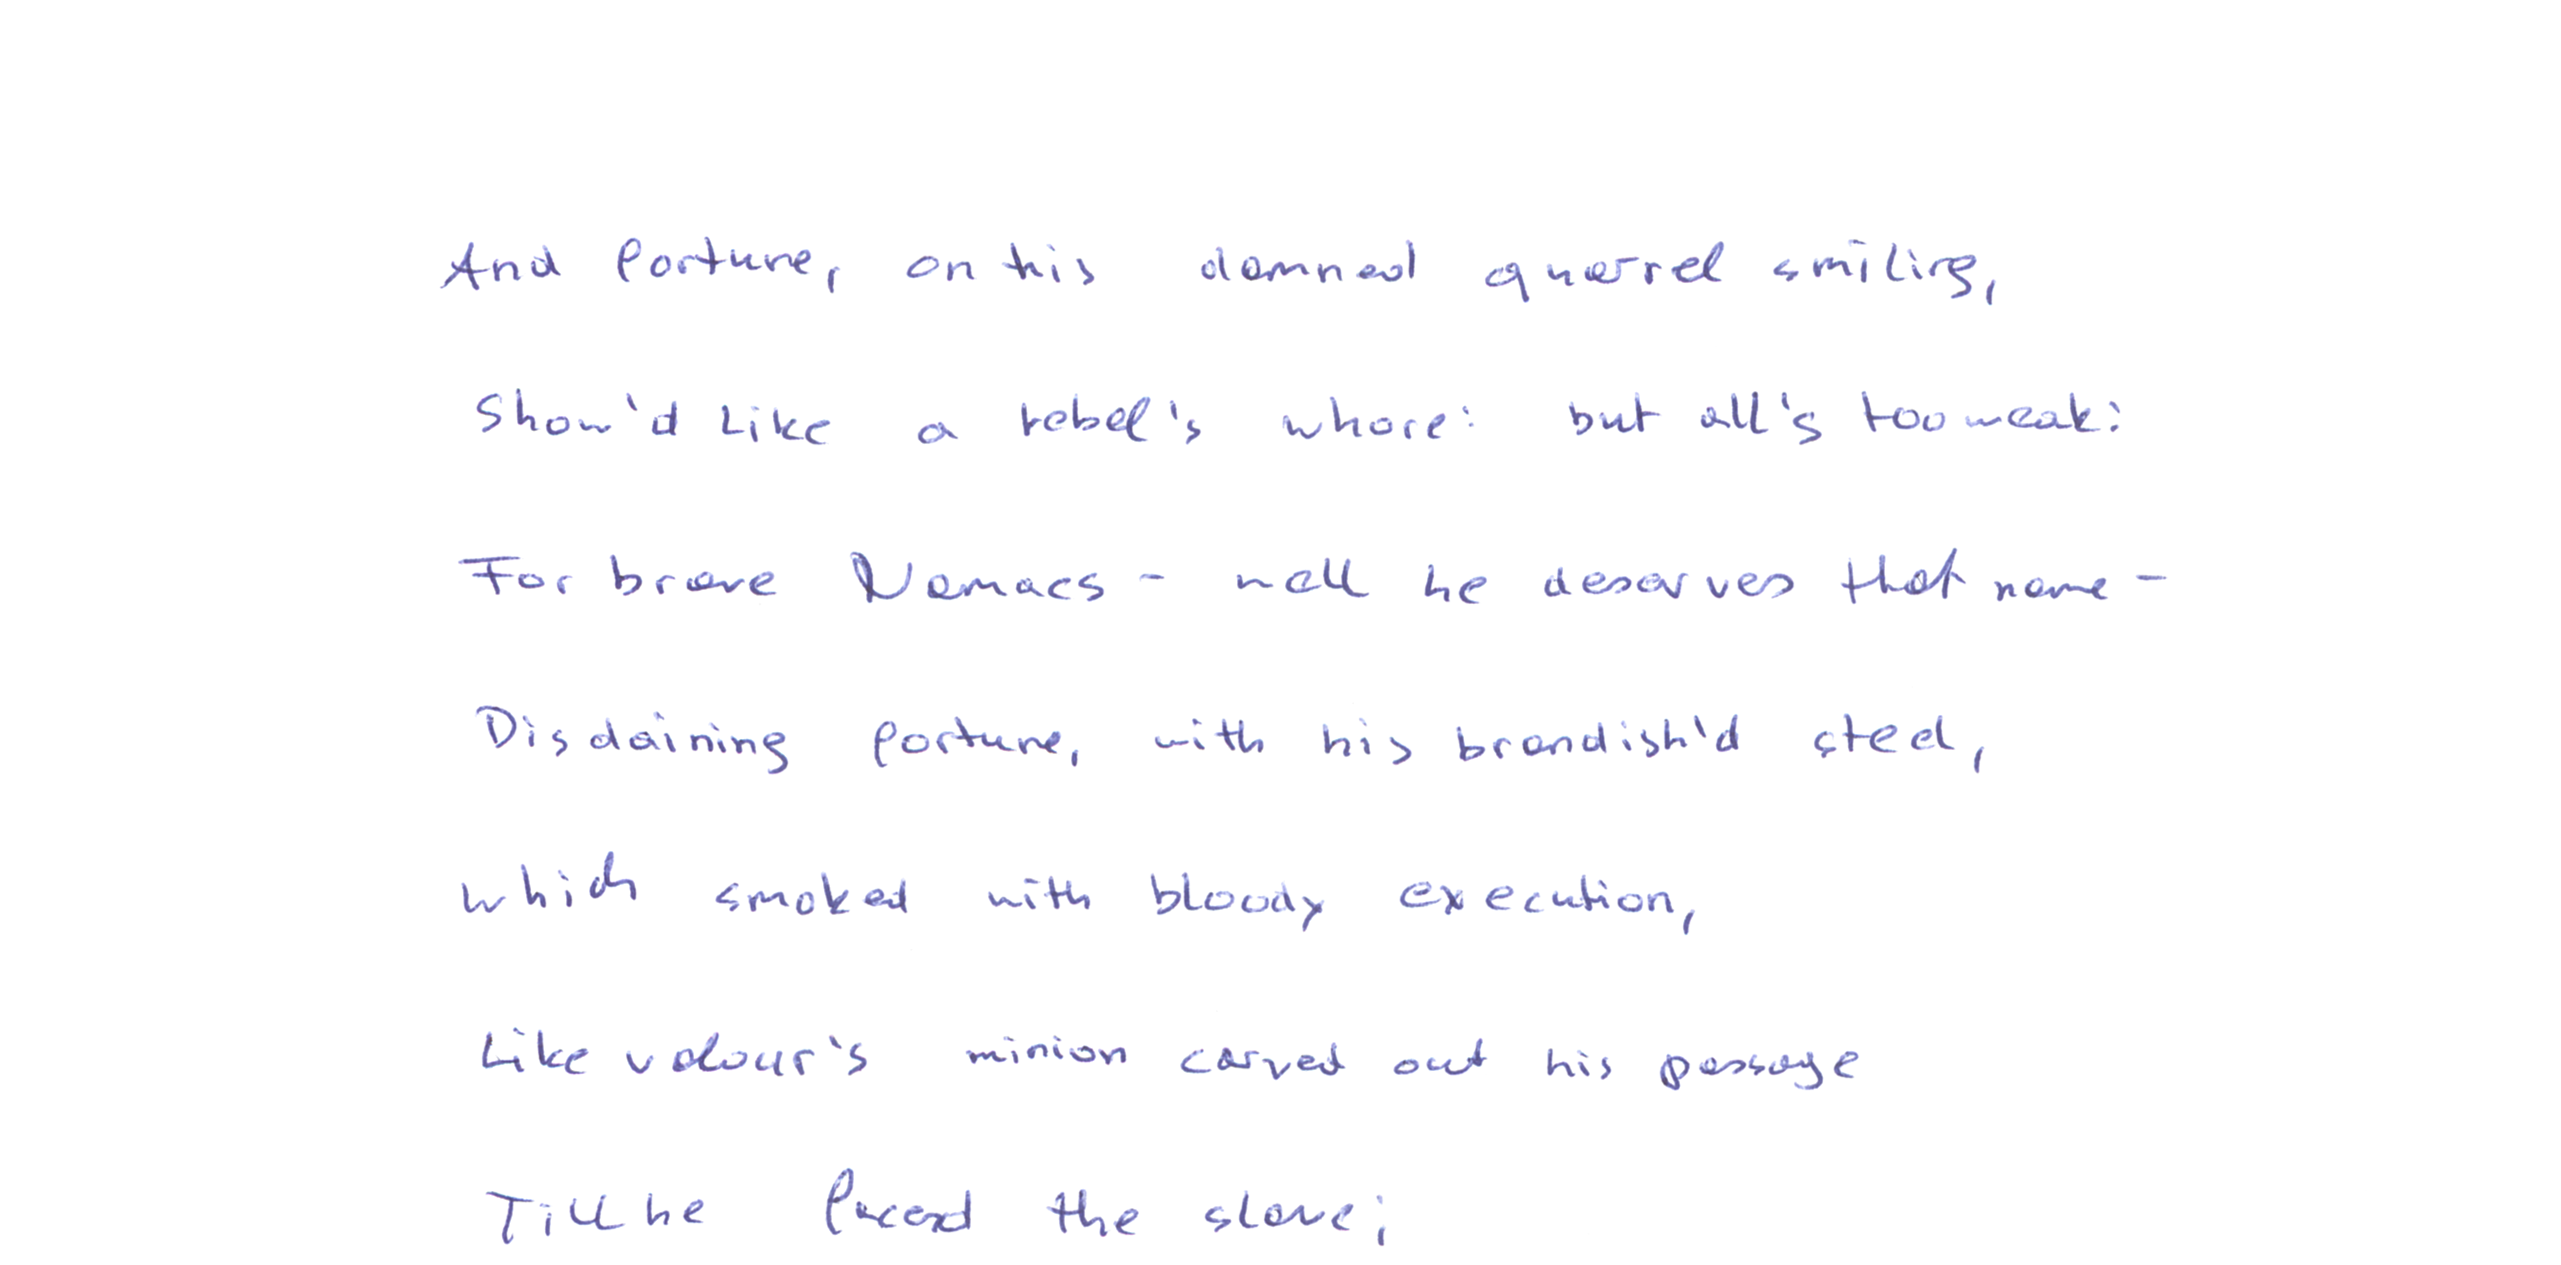 And fortune, on his damned quarrel smiling,
Show'd like a rebel's whore: but all's too weak:
For brave Nemacs - well he deserves that name -
Disdaining fortune, with his brandish'd steel,
which smoked with bloody execution,
Like valour's minion carved out his passage
Till he faced the slave;